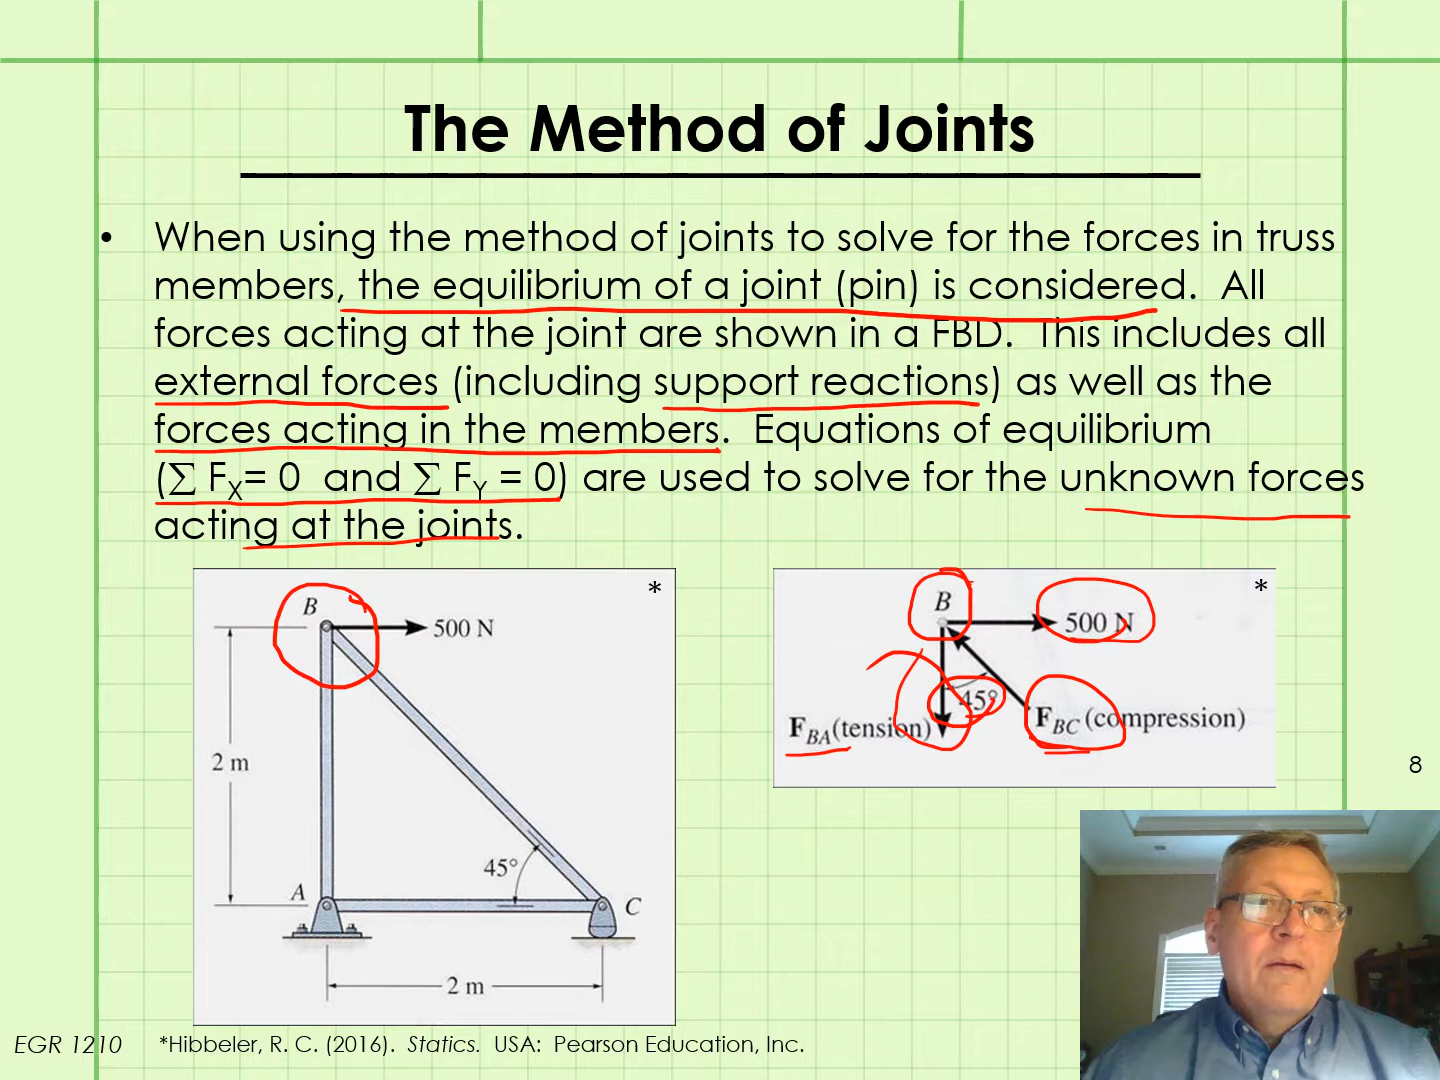 The Method of Joints
• When using the method of joints to solve for the forces in truss
members, the equilibrium of a joint (pin) is considered. All
forces acting at the joint are shown in a FBD. This includes all
external forces (including support reactions) as well as the
forces acting in the members. Equations of equilibrium
(∑ FX= 0 and ∑ FY = 0) are used to solve for the unknown forces
acting at the joints.
*
B
500 N
2 m
45°
A
C
2 m
*
B
500 N
45°
FBA(tension)
FBC (compression)
8
EGR 1210
*Hibbeler, R. C. (2016). Statics. USA: Pearson Education, Inc.